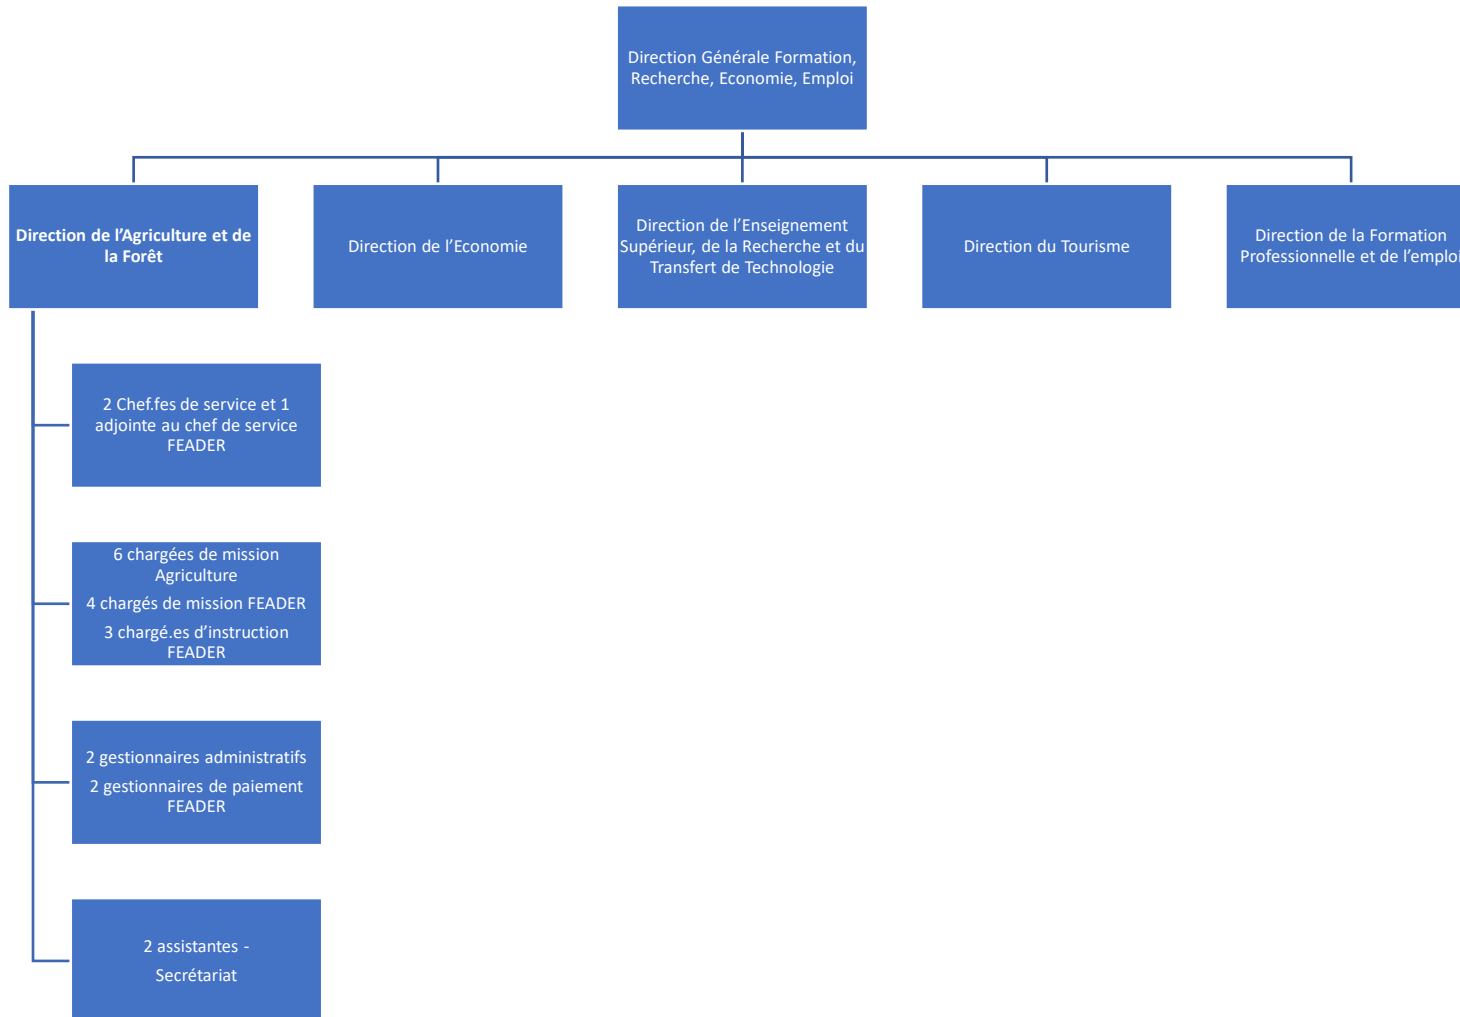 Direction Générale Formation,
Recherche, Economie, Emploi
Direction de l’Agriculture et de
la Forêt
Direction de l’Economie
Direction de l’Enseignement
Supérieur, de la Recherche et du
Transfert de Technologie
Direction du Tourisme
Direction de la Formation
Professionnelle et de l’emploi
2 Chef.fes de service et 1
adjointe au chef de service
FEADER
6 chargées de mission
Agriculture
4 chargés de mission FEADER
3 chargé.es d’instruction
FEADER
2 gestionnaires administratifs
2 gestionnaires de paiement
FEADER
2 assistantes -
Secrétariat